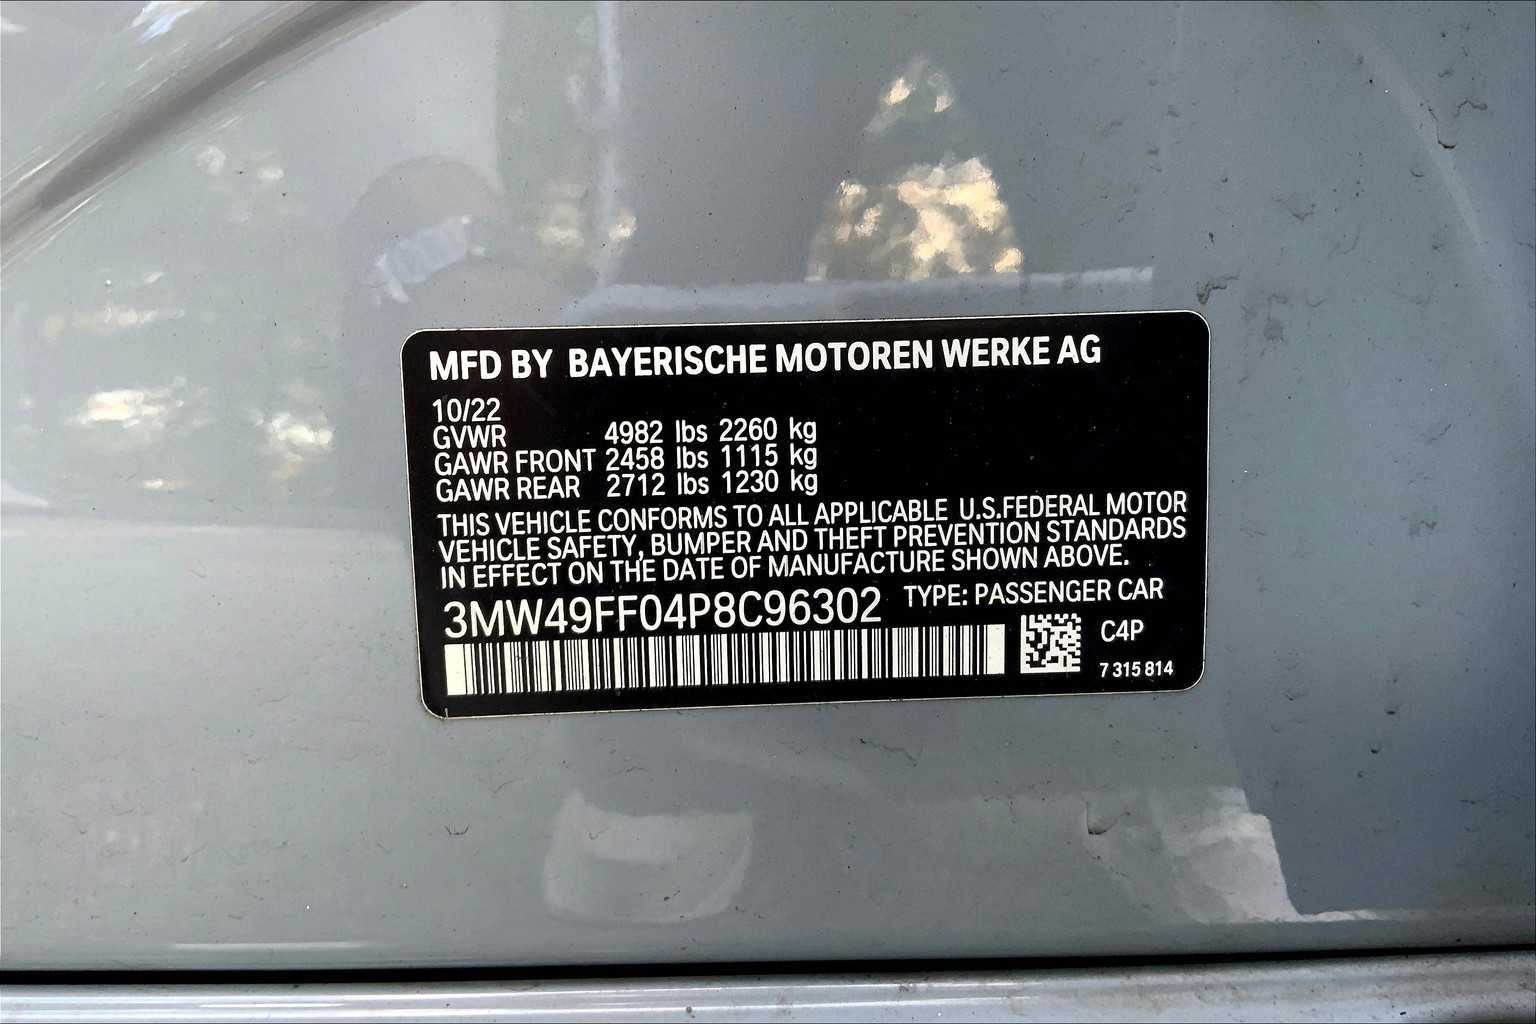 MFD BY BAYERISCHE MOTOREN WERKE AG
10/22
GVWR 4982 lbs 2260 kg
GAWR FRONT 2458 lbs 1115 kg
GAWR REAR 2712 lbs 1230 kg
THIS VEHICLE CONFORMS TO ALL APPLICABLE U.S.FEDERAL MOTOR
VEHICLE SAFETY, BUMPER AND THEFT PREVENTION STANDARDS
IN EFFECT ON THE DATE OF MANUFACTURE SHOWN ABOVE.
3MW49FF04P8C96302 TYPE: PASSENGER CAR
C4P
7 315 814